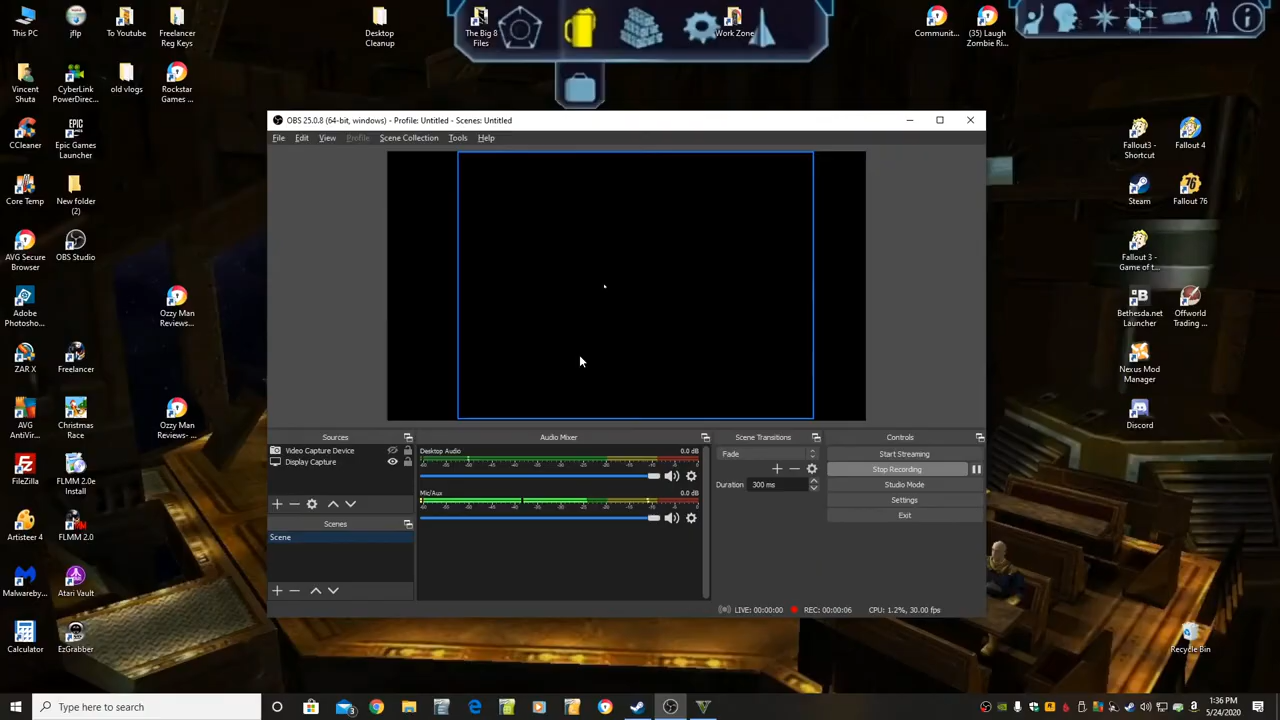 This PC
jflp
To Youtube
Freelancer
Reg Keys
Desktop
Cleanup
The Big 8
Files
Work Zone
Communit...
(35) Laugh
Zombie Ri...
Vincent
Shuta
CyberLink
PowerDirec...
old vlogs
Rockstar
Games ...
CCleaner
Epic Games
Launcher
Core Temp
New folder
(2)
AVG Secure
Browser
OBS Studio
Adobe
Photosho...
Ozzy Man
Reviews...
ZAR X
Freelancer
AVG
AntiVir...
Christmas
Race
Ozzy Man
Reviews-...
FileZilla
FLMM 2.0e
Install
Artisteer 4
FLMM 2.0
Malwareby...
Atari Vault
Calculator
EzGrabber
OBS 25.0.8 (64-bit, windows) - Profile: Untitled - Scenes: Untitled
File Edit View Profile Scene Collection Tools Help
Sources
Video Capture Device
Display Capture
Scenes
Scene
Audio Mixer
Desktop Audio 0.0 dB
Mic/Aux 0.0 dB
Scene Transitions
Fade
Duration 300 ms
Controls
Start Streaming
Stop Recording
Studio Mode
Settings
Exit
LIVE: 00:00:00 REC: 00:00:06 CPU: 1.2%, 30.00 fps
Fallout3 -
Shortcut
Fallout 4
Steam
Fallout 76
Fallout 3 -
Game of t...
Bethesda.net
Launcher
Offworld
Trading ...
Nexus Mod
Manager
Discord
Recycle Bin
Type here to search
1:36 PM
5/24/2020